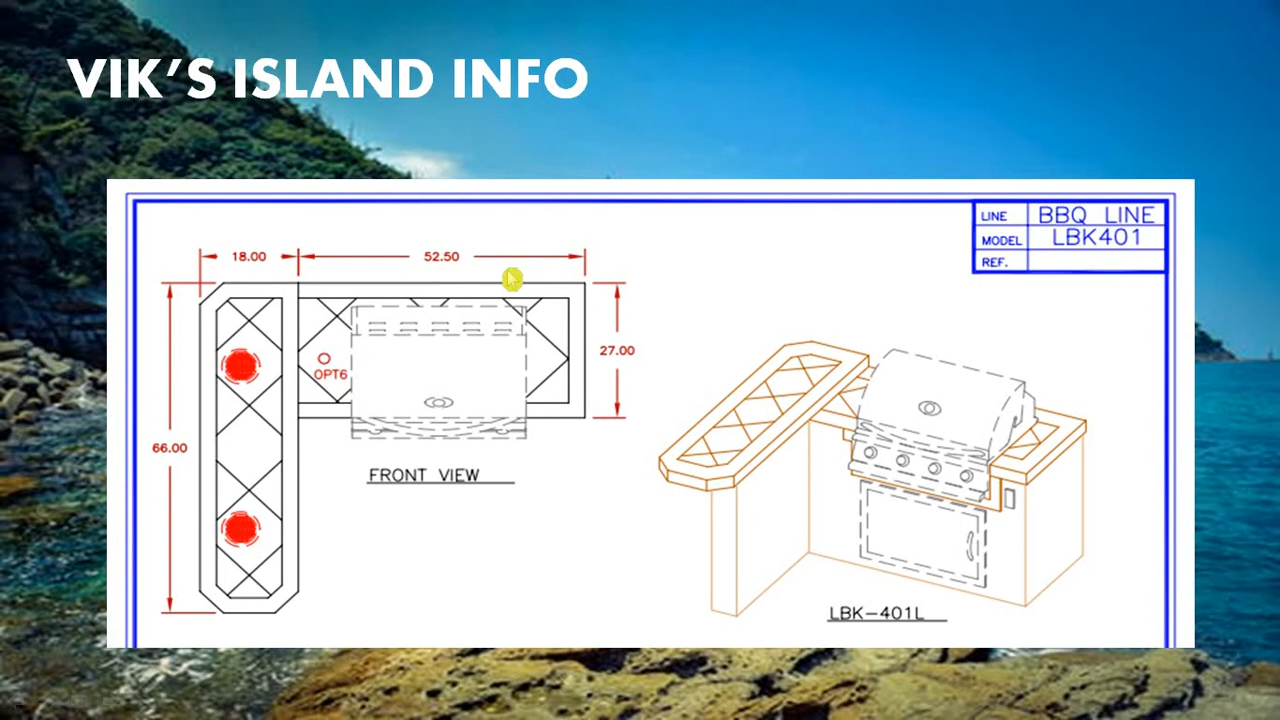 VIK'S ISLAND INFO
LINE BBQ LINE
MODEL LBK401
REF.
18.00
52.50
27.00
OPT6
66.00
FRONT VIEW
LBK-401L